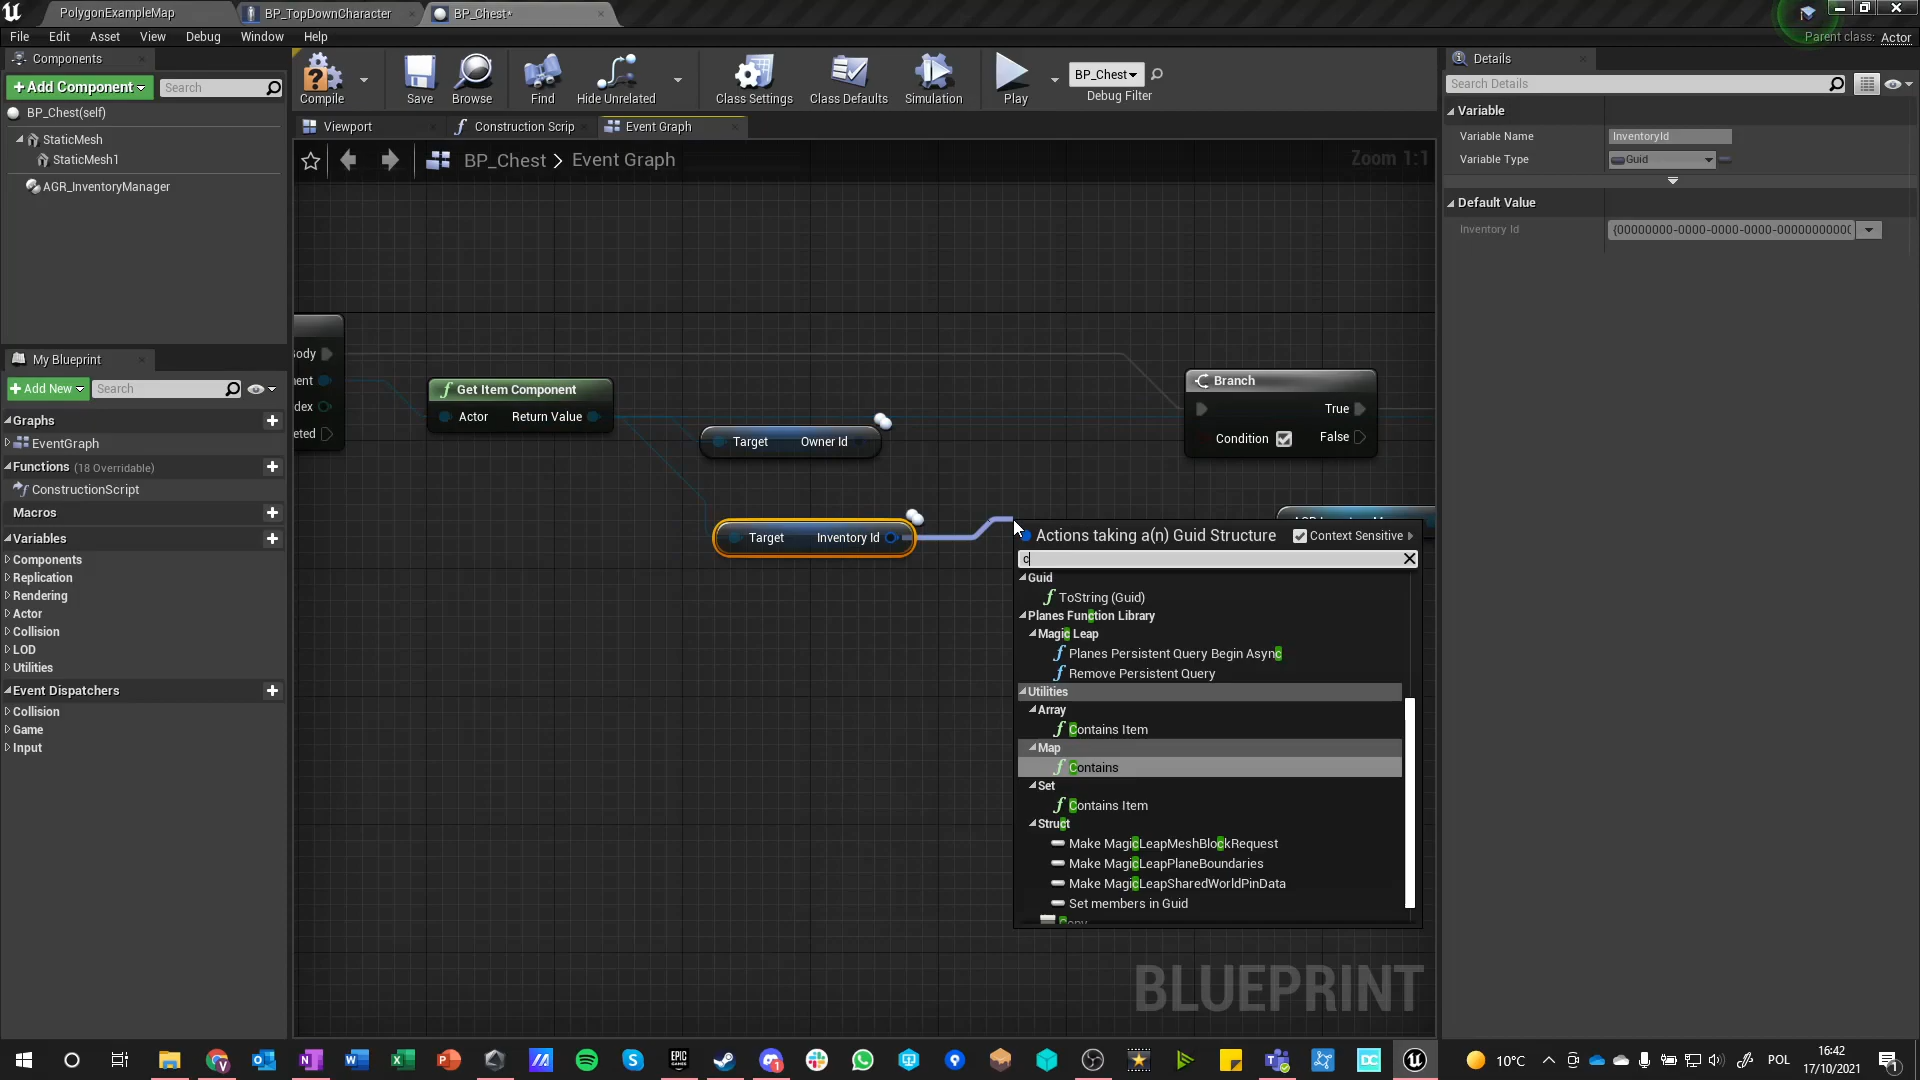 PolygonExampleMap
BP_TopDownCharacter
BP_Chest*
File Edit Asset View Debug Window Help
Parent class: Actor
Components
Add Component
Search
BP_Chest(self)
StaticMesh
StaticMesh1
AGR_InventoryManager
Compile
Save
Browse
Find
Hide Unrelated
Class Settings
Class Defaults
Simulation
Play
BP_Chest
Debug Filter
Viewport
Construction Scrip
Event Graph
BP_Chest > Event Graph
Zoom 1:1
My Blueprint
Add New
Search
Graphs
EventGraph
Functions (18 Overridable)
ConstructionScript
Macros
Variables
Components
Replication
Rendering
Actor
Collision
LOD
Utilities
Event Dispatchers
Collision
Game
Input
Get Item Component
Actor Return Value
Target Owner Id
Target Inventory Id
Branch
True
Condition
False
Actions taking a(n) Guid Structure
Context Sensitive
c
Guid
ToString (Guid)
Planes Function Library
Magic Leap
Planes Persistent Query Begin Async
Remove Persistent Query
Utilities
Array
Contains Item
Map
Contains
Set
Contains Item
Struct
Make MagicLeapMeshBlockRequest
Make MagicLeapPlaneBoundaries
Make MagicLeapSharedWorldPinData
Set members in Guid
BLUEPRINT
Details
Search Details
Variable
Variable Name InventoryId
Variable Type Guid
Default Value
Inventory Id {00000000-0000-0000-0000-000000000000
10°C
POL
16:42
17/10/2021